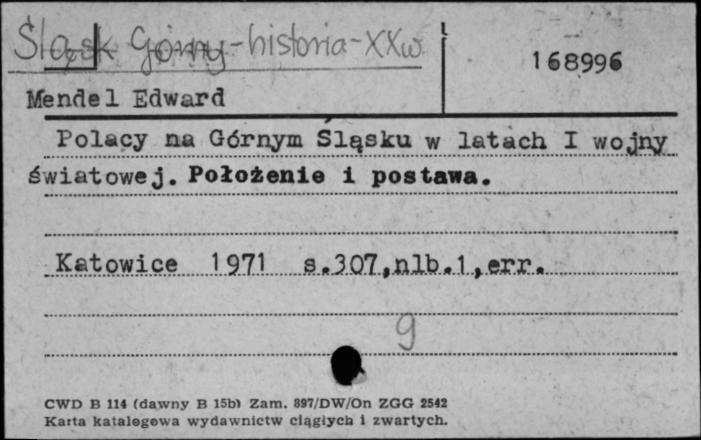 Śląsk Górny - historia - XX w.
168996
Mendel Edward
Polacy na Górnym Śląsku w latach I wojny
światowej. Położenie i postawa.
Katowice 1971 s.307,nlb.1,err.
9
CWD B 114 (dawny B 15b) Zam. 897/DW/On ZGG 2542
Karta katalogowa wydawnictw ciągłych i zwartych.